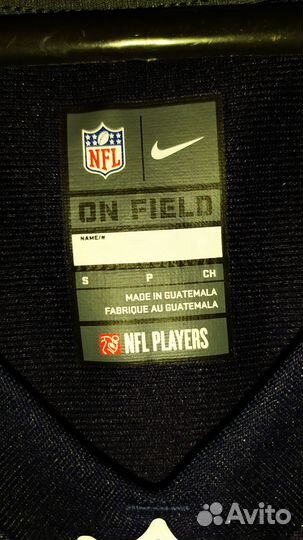 NFL
ON FIELD
NAME/#
S P CH
MADE IN GUATEMALA
FABRIQUE AU GUATEMALA
NFL PLAYERS
Avito